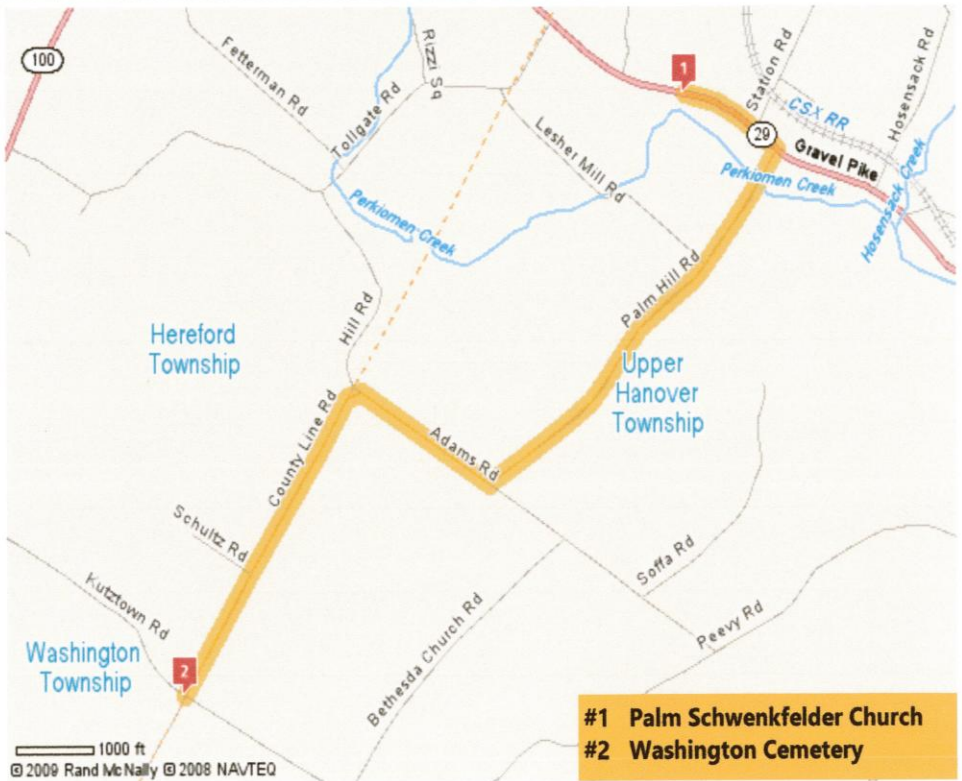 100
Fetterman Rd
Tollgate Rd
Rizzi Sq
1
Station Rd
Hosensack Rd
CSX RR
29
Gravel Pike
Lesher Mill Rd
Perkiomen Creek
Hosensack Creek
Perkiomen Creek
Palm Hill Rd
Hill Rd
Hereford
Township
Upper
Hanover
Township
County Line Rd
Adams Rd
Schultz Rd
Soffa Rd
Kutztown Rd
Peevy Rd
Bethesda Church Rd
Washington
Township
2
#1 Palm Schwenkfelder Church
#2 Washington Cemetery
1000 ft
© 2009 Rand McNally © 2008 NAVTEQ